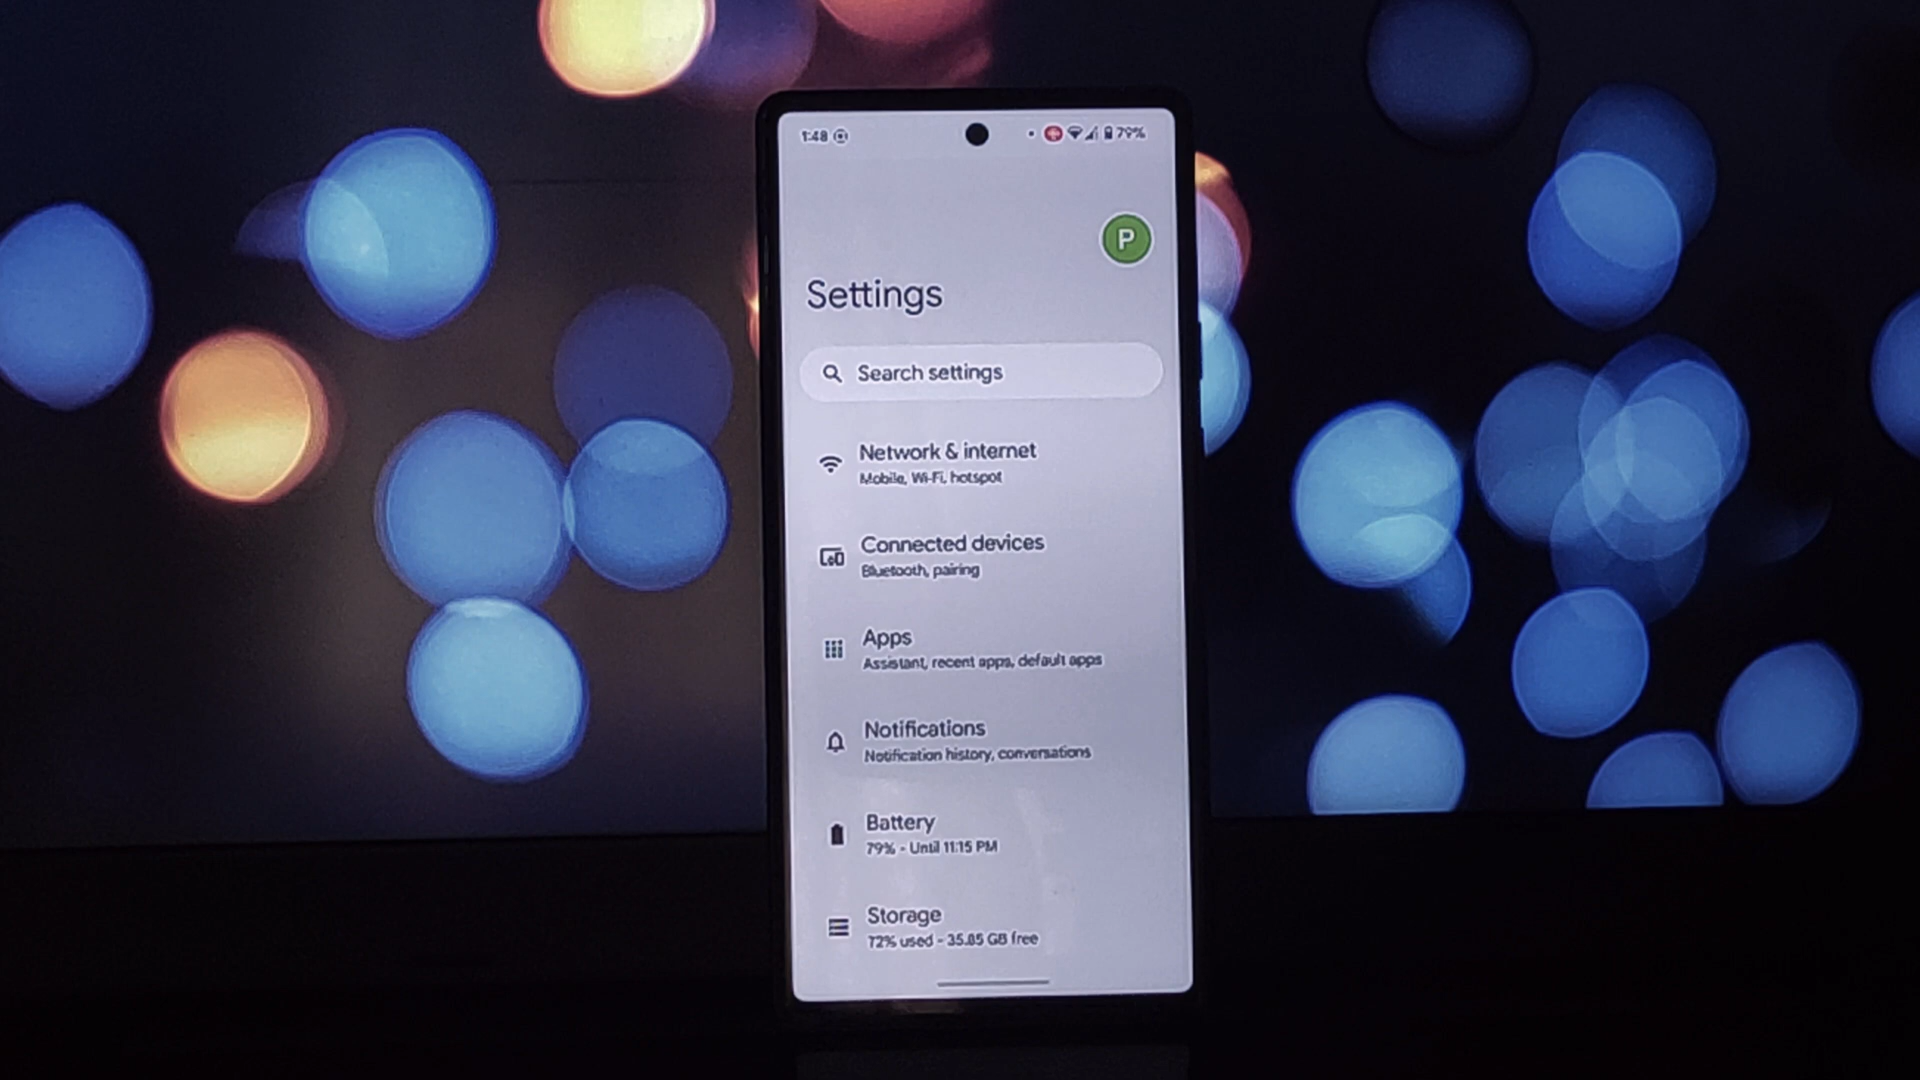 1:48 79%
P
Settings
Search settings
Network & internet
Mobile, Wi-Fi, hotspot
Connected devices
Bluetooth, pairing
Apps
Assistant, recent apps, default apps
Notifications
Notification history, conversations
Battery
79% - Until 11:15 PM
Storage
72% used - 35.85 GB free